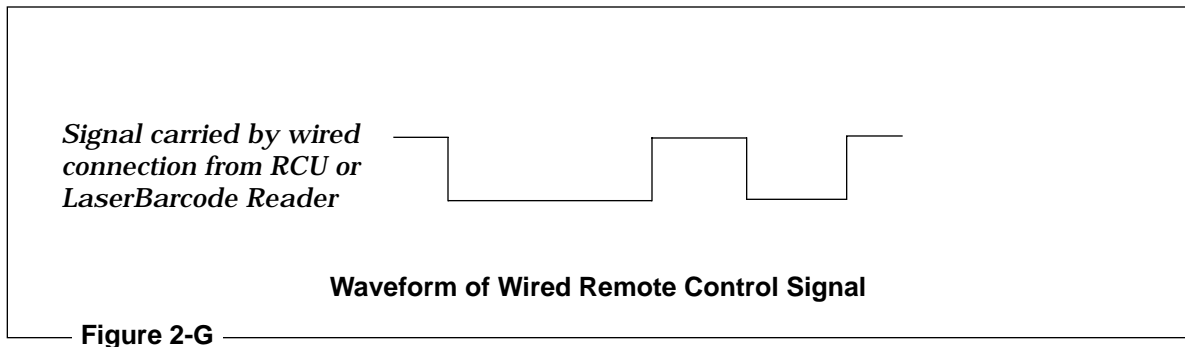 Signal carried by wired
connection from RCU or
LaserBarcode Reader
Waveform of Wired Remote Control Signal
Figure 2-G